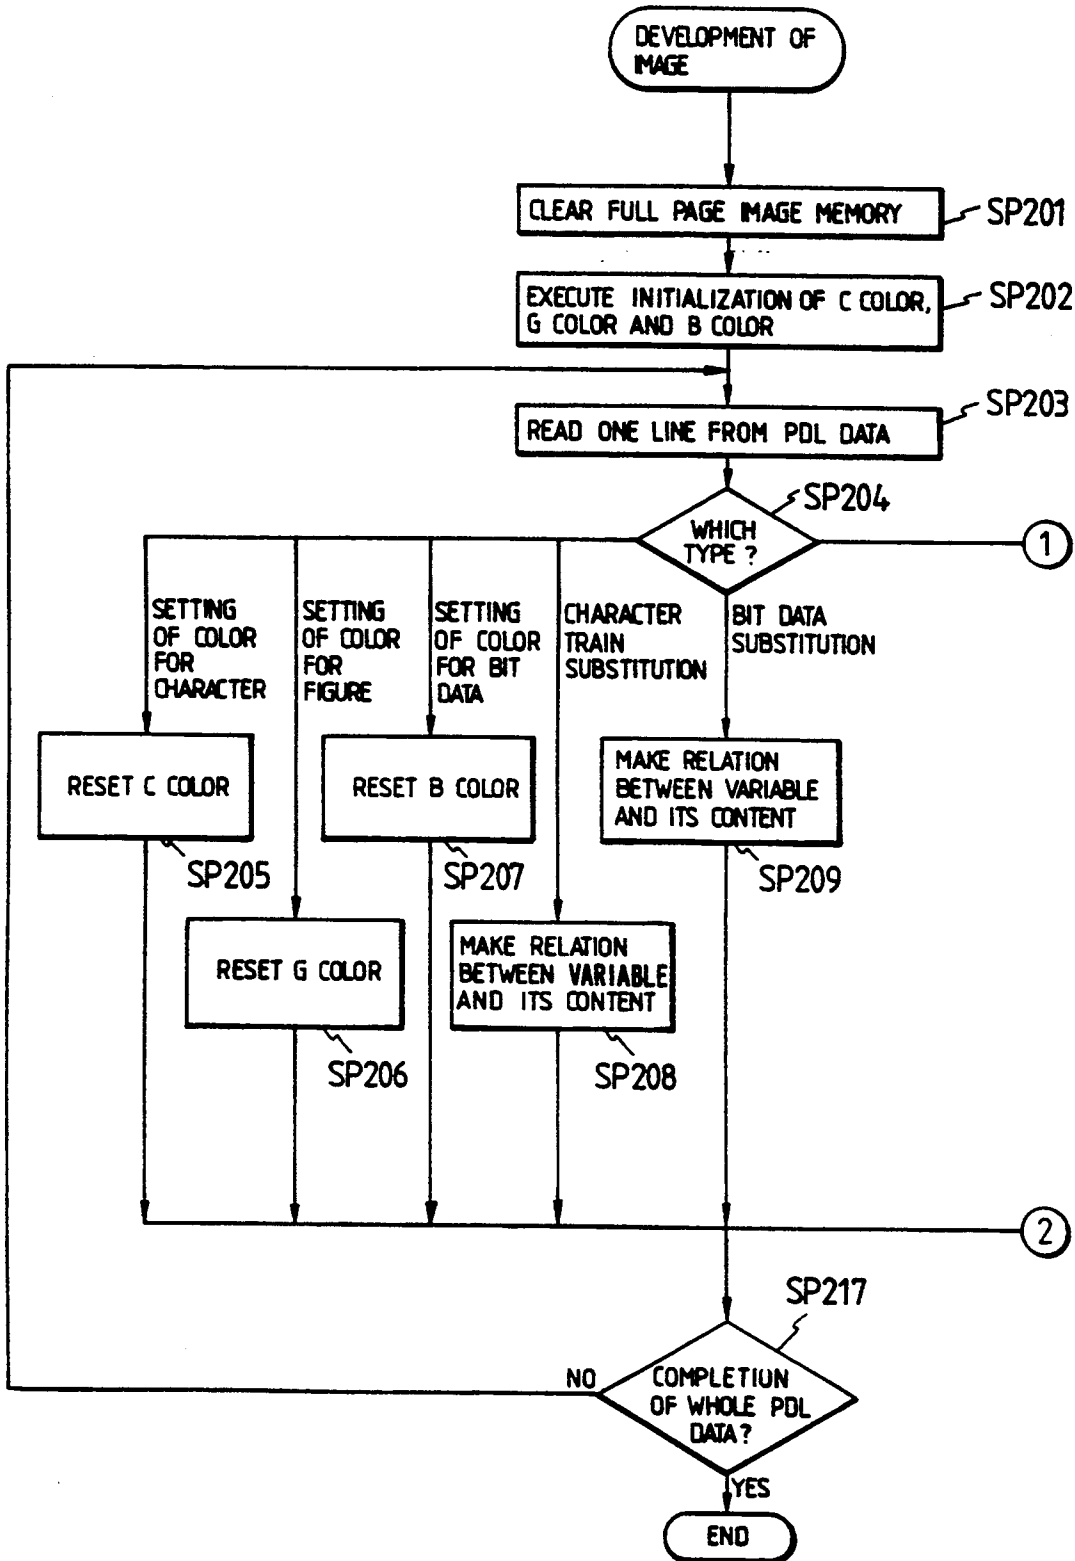 DEVELOPMENT OF
IMAGE
CLEAR FULL PAGE IMAGE MEMORY
SP201
EXECUTE INITIALIZATION OF C COLOR,
G COLOR AND B COLOR
SP202
READ ONE LINE FROM PDL DATA
SP203
SP204
WHICH
TYPE ?
1
SETTING
OF COLOR
FOR
CHARACTER
SETTING
OF COLOR
FOR
FIGURE
SETTING
OF COLOR
FOR BIT
DATA
CHARACTER
TRAIN
SUBSTITUTION
BIT DATA
SUBSTITUTION
RESET C COLOR
SP205
RESET B COLOR
SP207
MAKE RELATION
BETWEEN VARIABLE
AND ITS CONTENT
SP209
RESET G COLOR
SP206
MAKE RELATION
BETWEEN VARIABLE
AND ITS CONTENT
SP208
2
SP217
NO
COMPLETION
OF WHOLE PDL
DATA?
YES
END